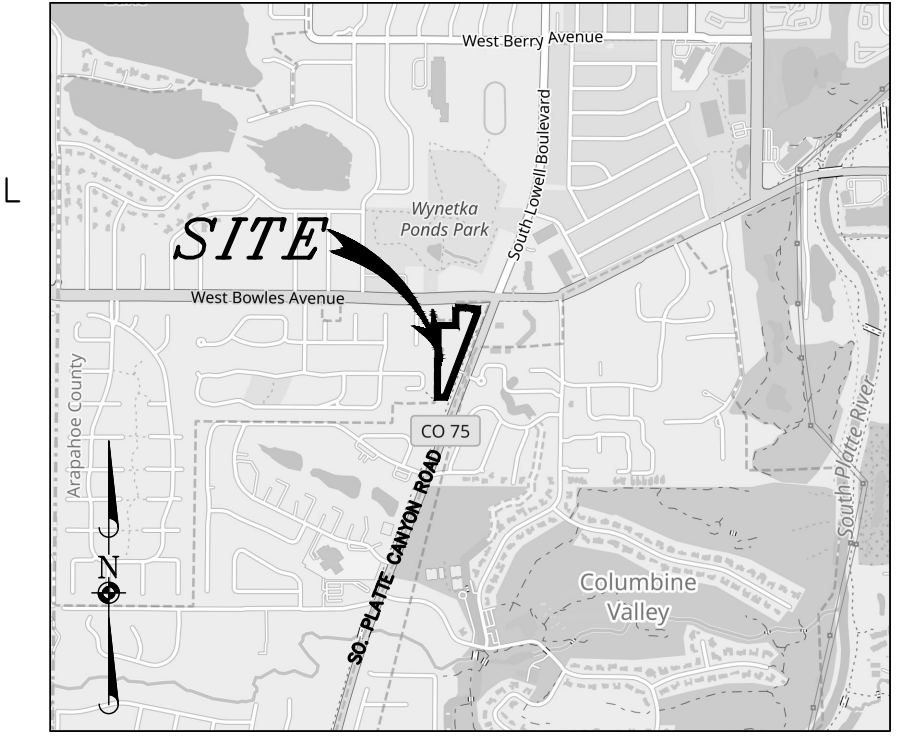 West Berry Avenue
South Lowell Boulevard
L
Wynetka
Ponds Park
SITE
West Bowles Avenue
Arapahoe County
CO 75
SO. PLATTE CANYON ROAD
South Platte River
N
Columbine
Valley